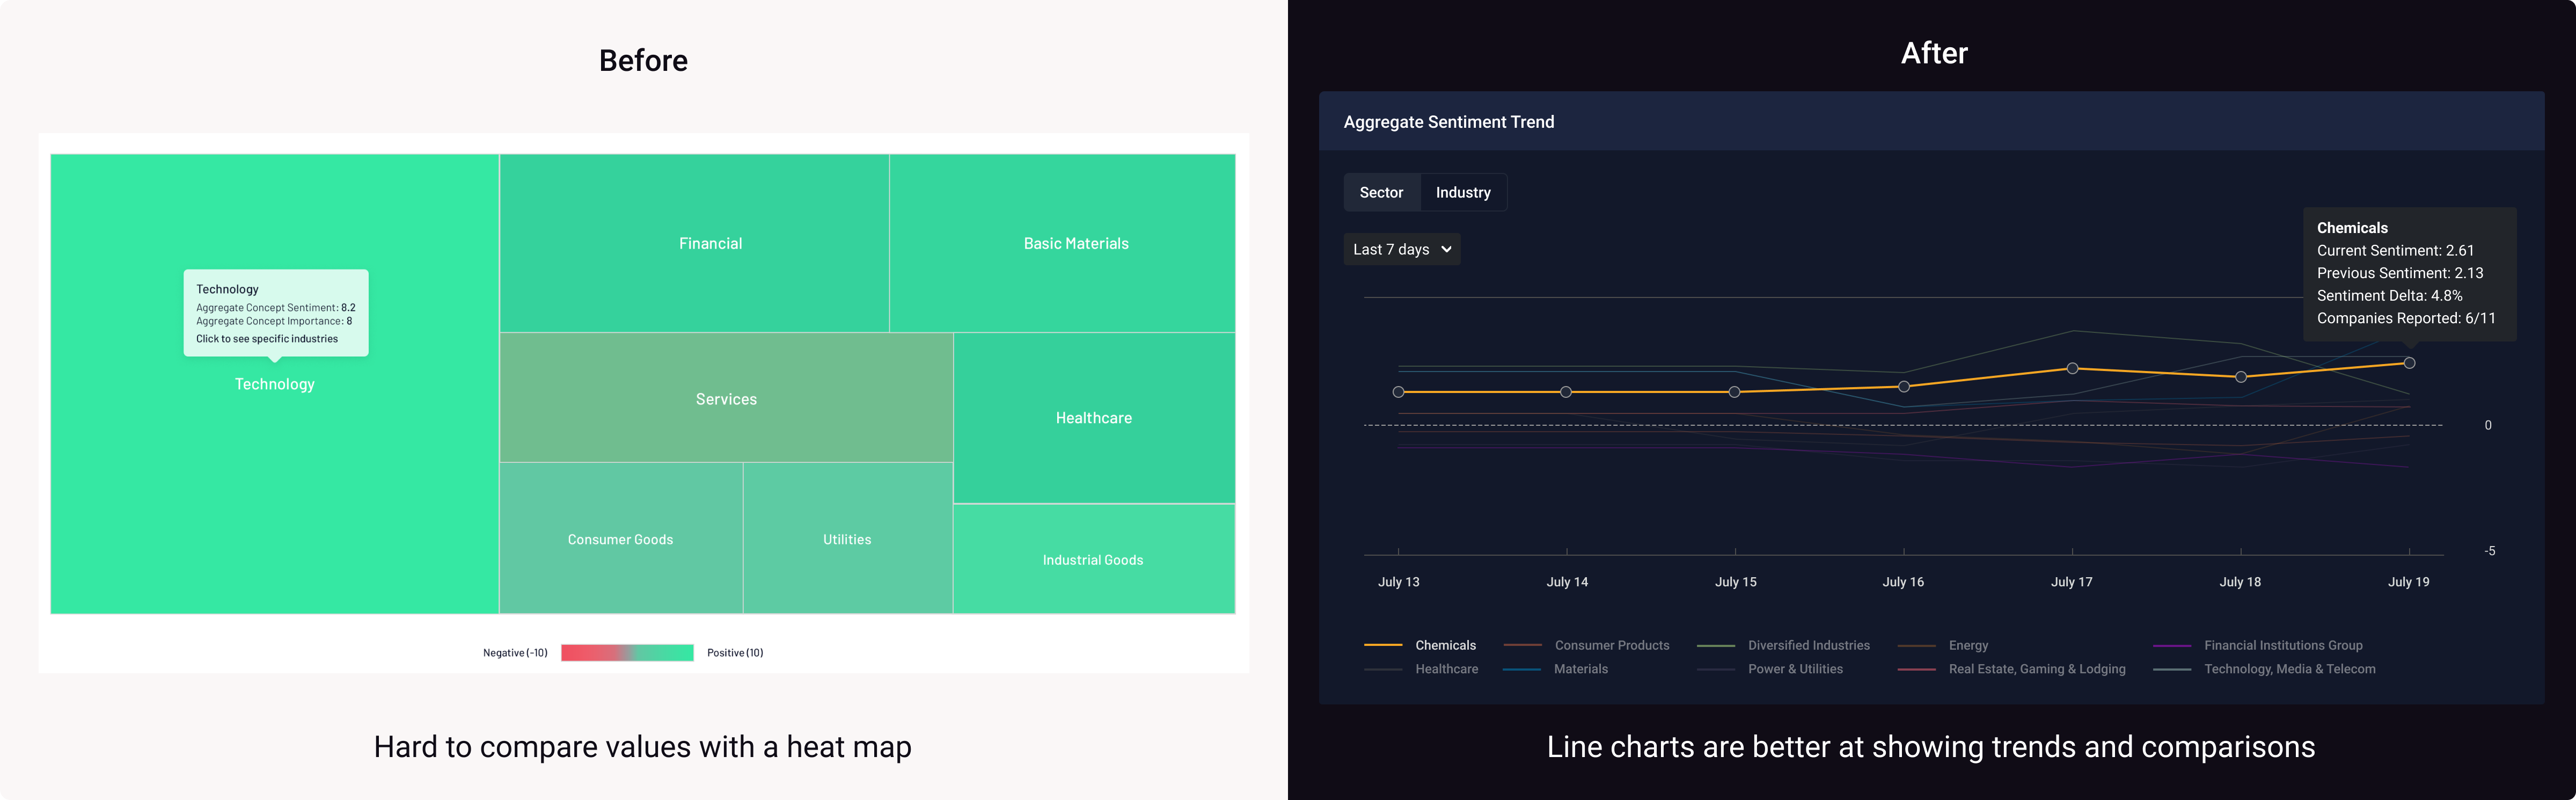 Before
Technology
Aggregate Concept Sentiment: 8.2
Aggregate Concept Importance: 8
Click to see specific industries
Technology
Financial
Basic Materials
Services
Healthcare
Consumer Goods
Utilities
Industrial Goods
Negative (-10)
Positive (10)
Hard to compare values with a heat map
After
Aggregate Sentiment Trend
Sector
Industry
Last 7 days
Chemicals
Current Sentiment: 2.61
Previous Sentiment: 2.13
Sentiment Delta: 4.8%
Companies Reported: 6/11
0
-5
July 13
July 14
July 15
July 16
July 17
July 18
July 19
Chemicals
Consumer Products
Diversified Industries
Energy
Financial Institutions Group
Healthcare
Materials
Power & Utilities
Real Estate, Gaming & Lodging
Technology, Media & Telecom
Line charts are better at showing trends and comparisons